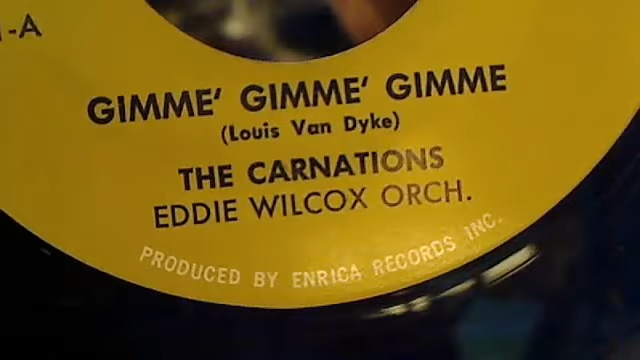 -A
GIMME' GIMME' GIMME
(Louis Van Dyke)
THE CARNATIONS
EDDIE WILCOX ORCH.
PRODUCED BY ENRICA RECORDS INC.